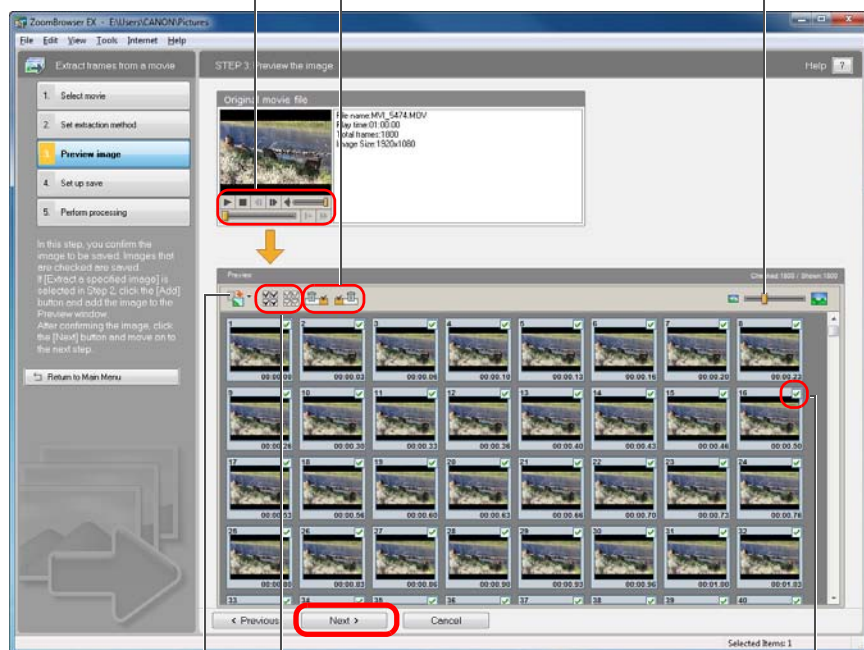 ZoomBrowser EX - E:\Users\CANON\Pictures
File Edit View Tools Internet Help
Extract frames from a movie
STEP 3: Preview the image
Help ?
1. Select movie
2. Set extraction method
3. Preview image
4. Set up save
5. Perform processing
In this step, you confirm the
image to be saved. Images that
are checked are saved.
If [Extract a specified image] is
selected in Step 2, click the [Add]
button and add the image to the
Preview window.
After confirming the image, click
the [Next] button and move on to
the next step.
Return to Main Menu
Original movie file
File name:MVI_5474.MOV
Play time:01:00.00
Total frames:1800
Image Size:1920x1080
Preview
Checked 1800 / Shown 1800
1 2 3 4 5 6 7 8
00:00.00 00:00.03 00:00.06 00:00.10 00:00.13 00:00.16 00:00.20 00:00.23
9 10 11 12 13 14 15 16
00:00.26 00:00.30 00:00.33 00:00.36 00:00.40 00:00.43 00:00.46 00:00.50
17 18 19 20 21 22 23 24
00:00.53 00:00.56 00:00.60 00:00.63 00:00.66 00:00.70 00:00.73 00:00.76
25 26 27 28 29 30 31 32
00:00.80 00:00.83 00:00.86 00:00.90 00:00.93 00:00.96 00:01.00 00:01.03
33 34 35 36 37 38 39 40
< Previous Next > Cancel
Selected Items: 1